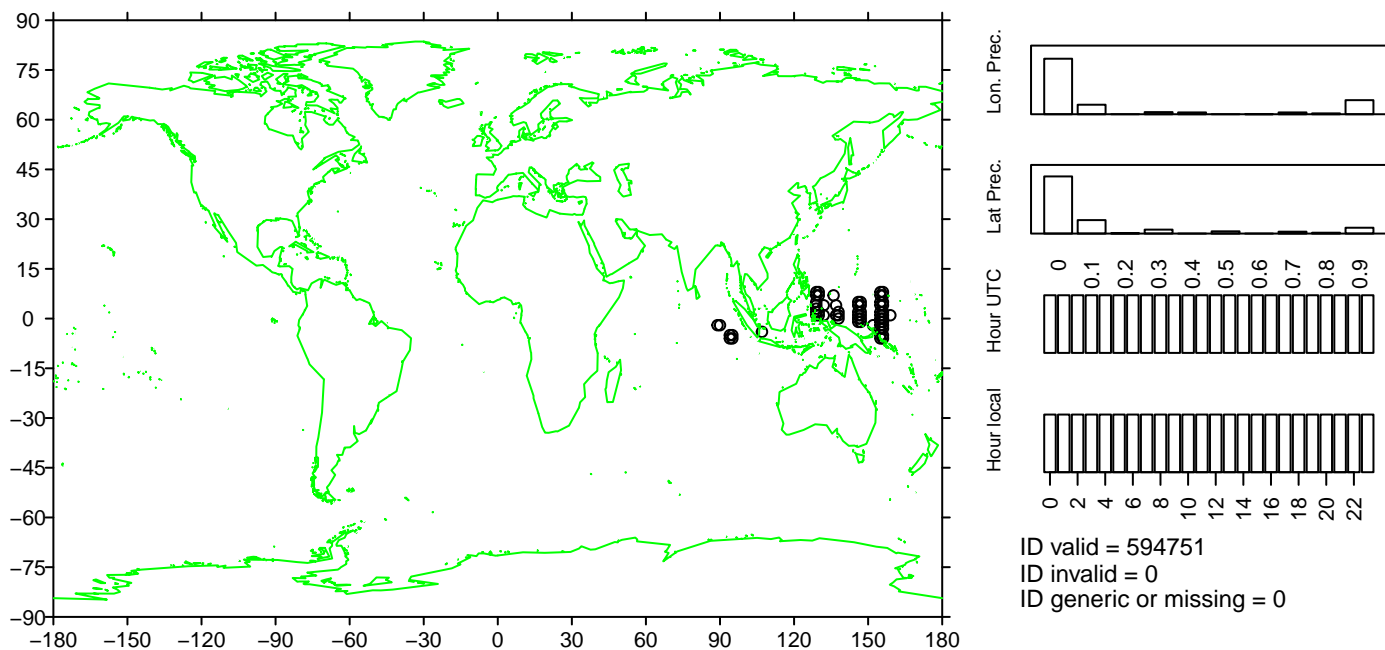 90
75
60
45
30
15
0
−15
−30
−45
−60
−75
−90
−180 −150 −120 −90 −60 −30 0 30 60 90 120 150 180
Lon. Prec.
Lat Prec.
0 0.1 0.2 0.3 0.4 0.5 0.6 0.7 0.8 0.9
Hour UTC
Hour local
0 2 4 6 8 10 12 14 16 18 20 22
ID valid = 594751
ID invalid = 0
ID generic or missing = 0